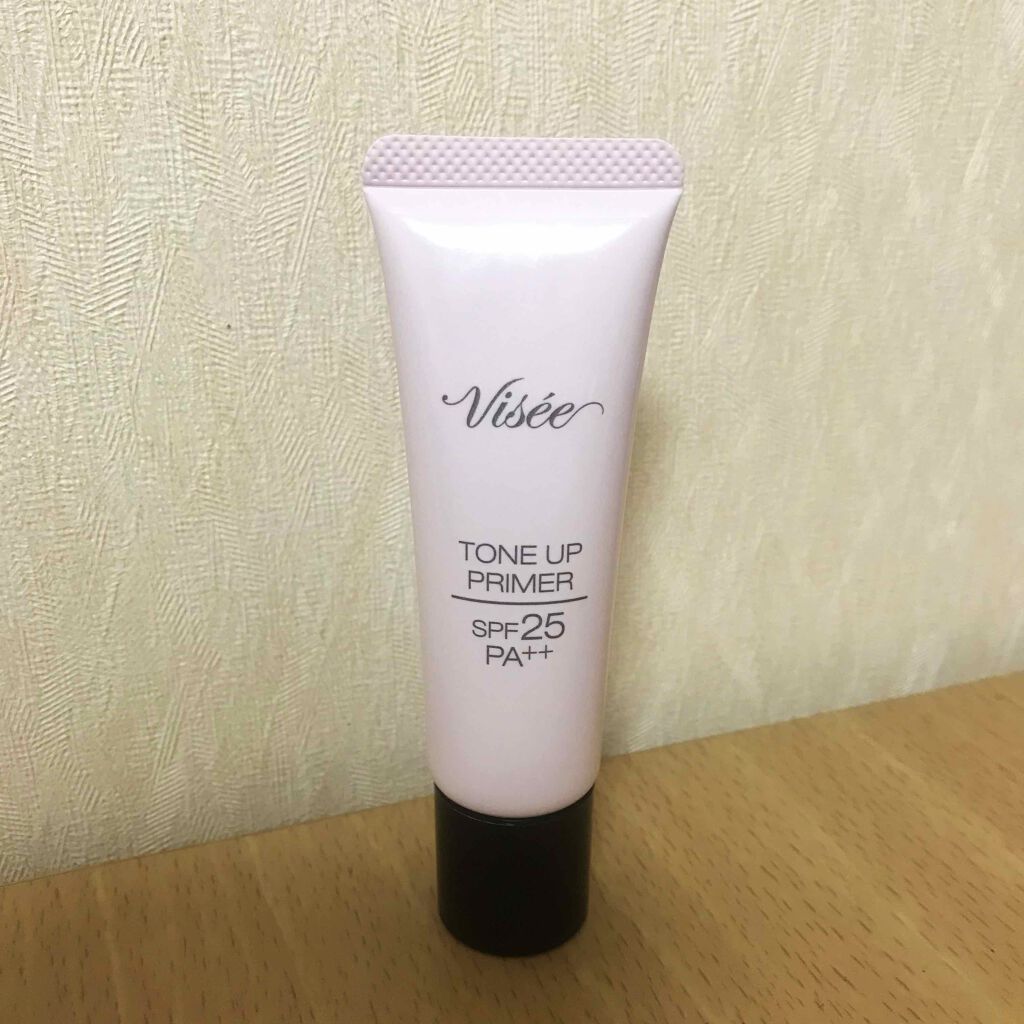 Visée
TONE UP
PRIMER
SPF25
PA++